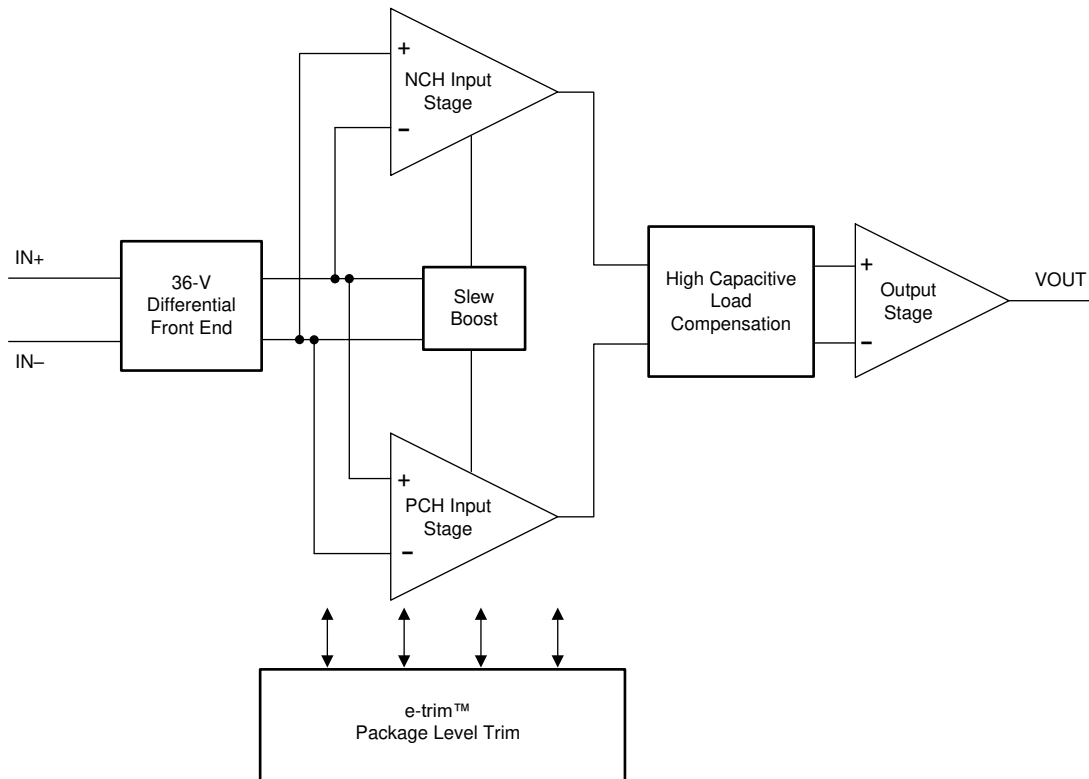 +
NCH Input
Stage
–
IN+
36-V
Differential
Front End
IN–
Slew
Boost
High Capacitive
Load
Compensation
+
Output
Stage
–
VOUT
+
PCH Input
Stage
–
e-trim™
Package Level Trim